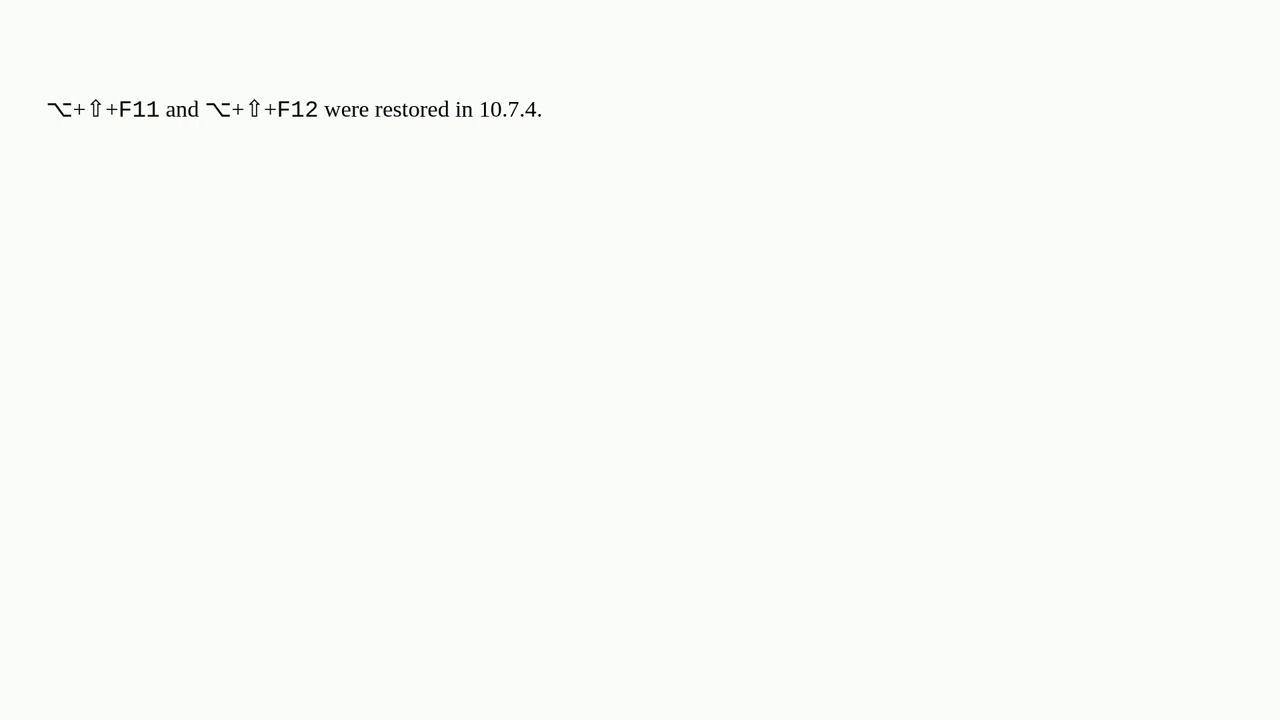 ⌥+⇧+F11 and ⌥+⇧+F12 were restored in 10.7.4.